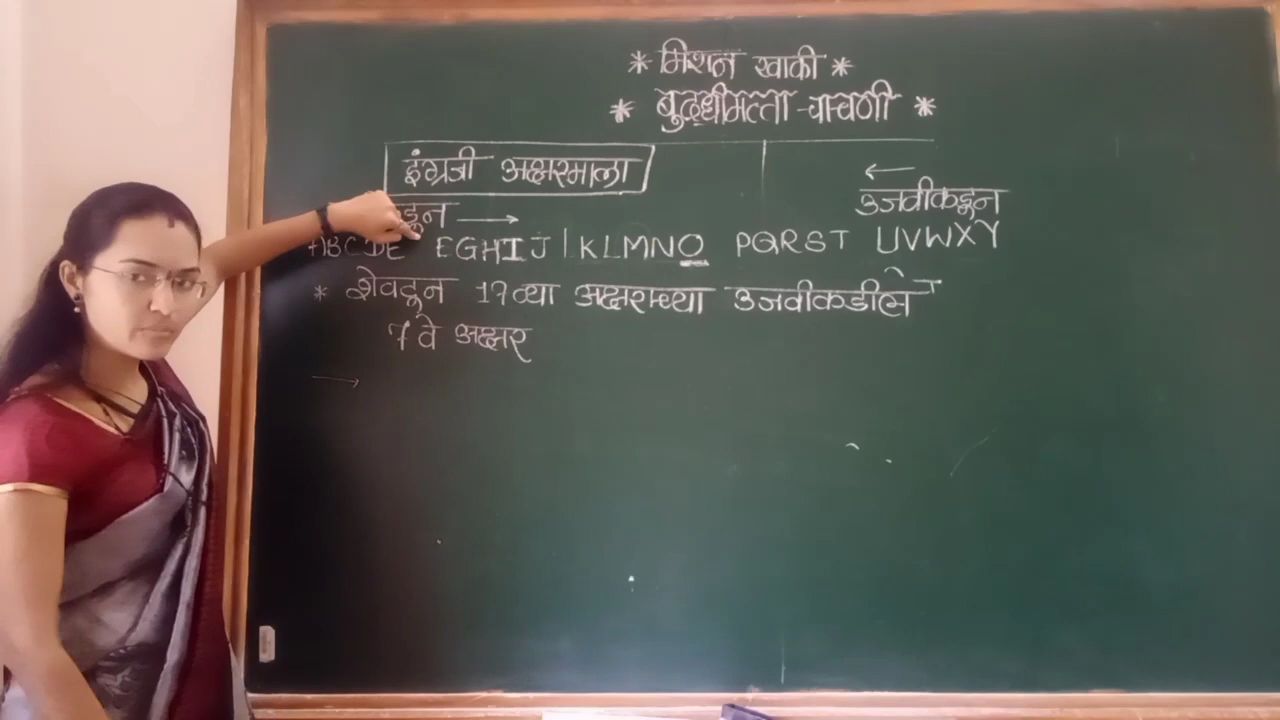 * मिशन खाकी *
* बुद्धीमत्ता चाचणी *
इंग्रजी अक्षरमाला
←
उजवीकडून
डून →
ABCDE EGHIJ | KLMNO PQRST UVWXY
* शेवटून 17व्या अक्षराच्या उजवीकडील
7 वे अक्षर
→